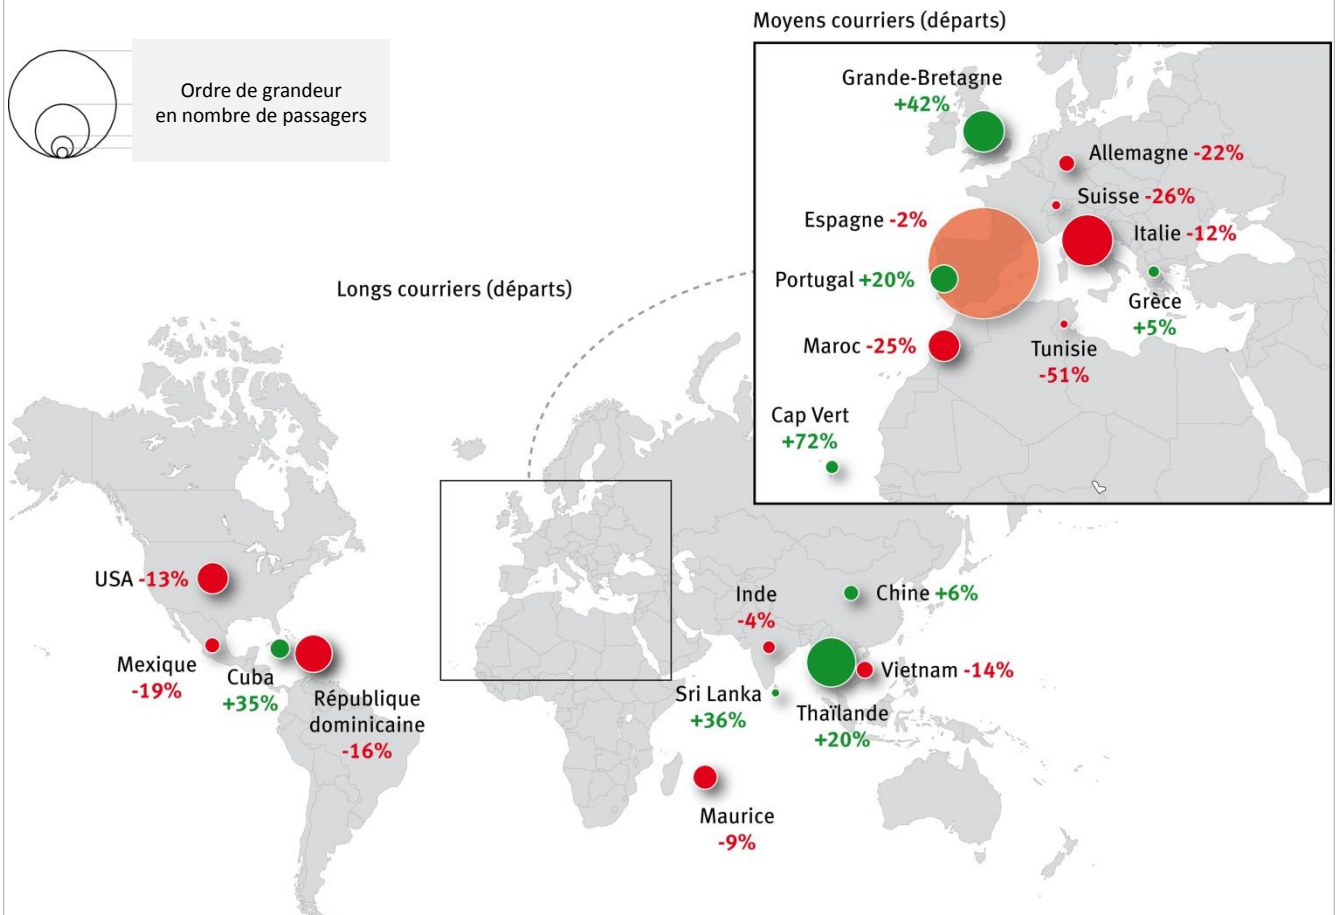 Moyens courriers (départs)
Ordre de grandeur
en nombre de passagers
Grande-Bretagne
+42%
Allemagne -22%
Suisse -26%
Espagne -2%
Italie -12%
Portugal +20%
Grèce
+5%
Maroc -25%
Tunisie
-51%
Cap Vert
+72%
Longs courriers (départs)
USA -13%
Mexique
-19%
Cuba
+35%
République
dominicaine
-16%
Inde
-4%
Chine +6%
Vietnam -14%
Sri Lanka
+36%
Thaïlande
+20%
Maurice
-9%